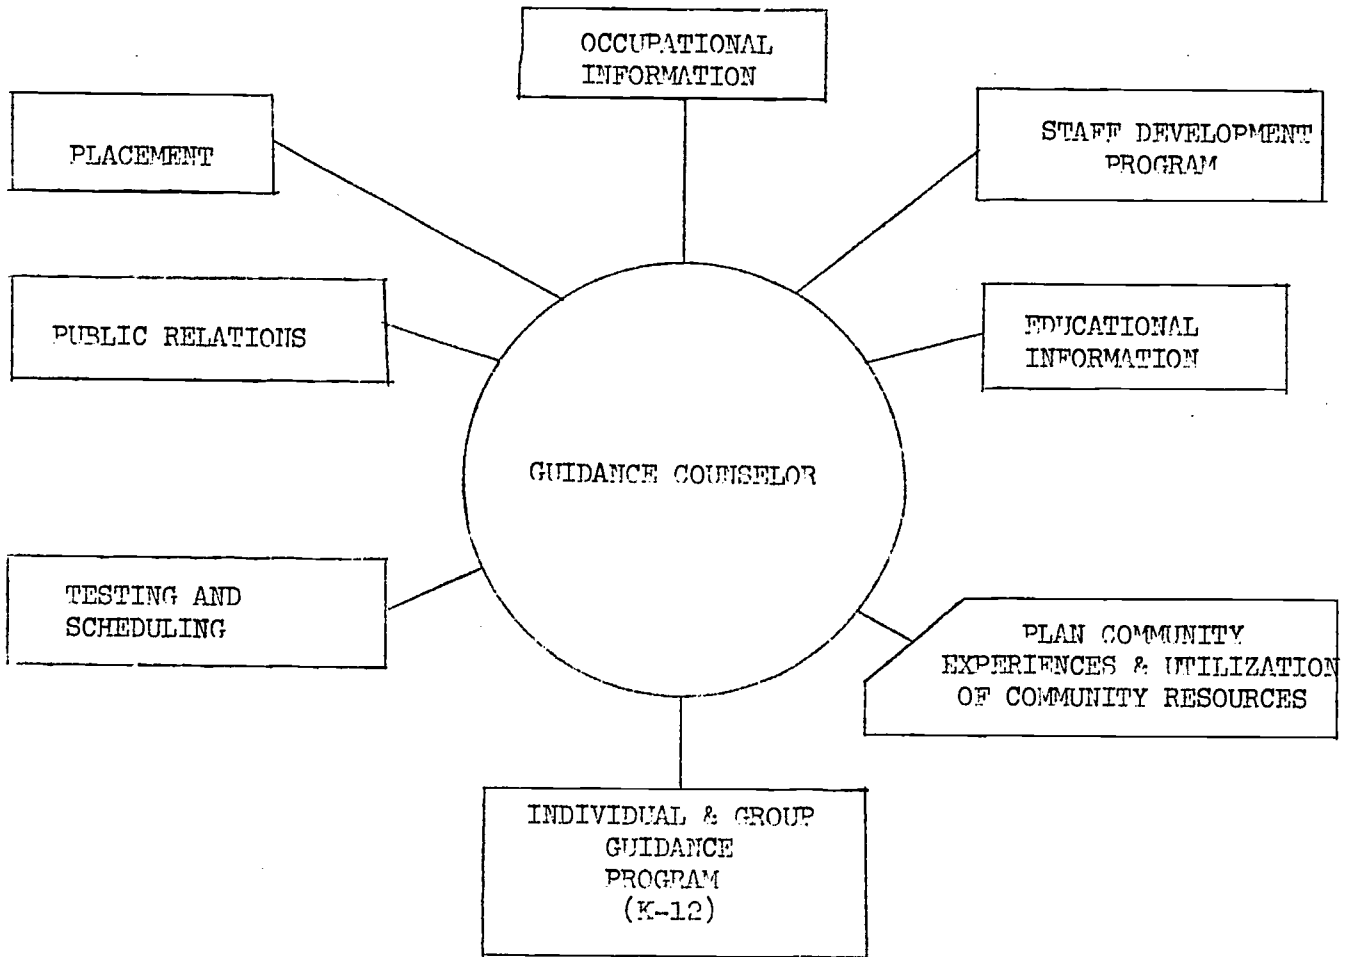 OCCUPATIONAL
INFORMATION
PLACEMENT
STAFF DEVELOPMENT
PROGRAM
PUBLIC RELATIONS
EDUCATIONAL
INFORMATION
GUIDANCE COUNSELOR
TESTING AND
SCHEDULING
PLAN COMMUNITY
EXPERIENCES & UTILIZATION
OF COMMUNITY RESOURCES
INDIVIDUAL & GROUP
GUIDANCE
PROGRAM
(K-12)